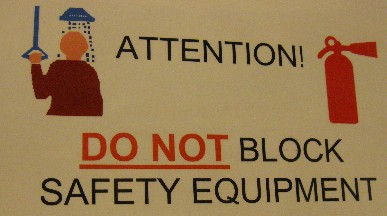 ATTENTION!
DO NOT BLOCK
SAFETY EQUIPMENT